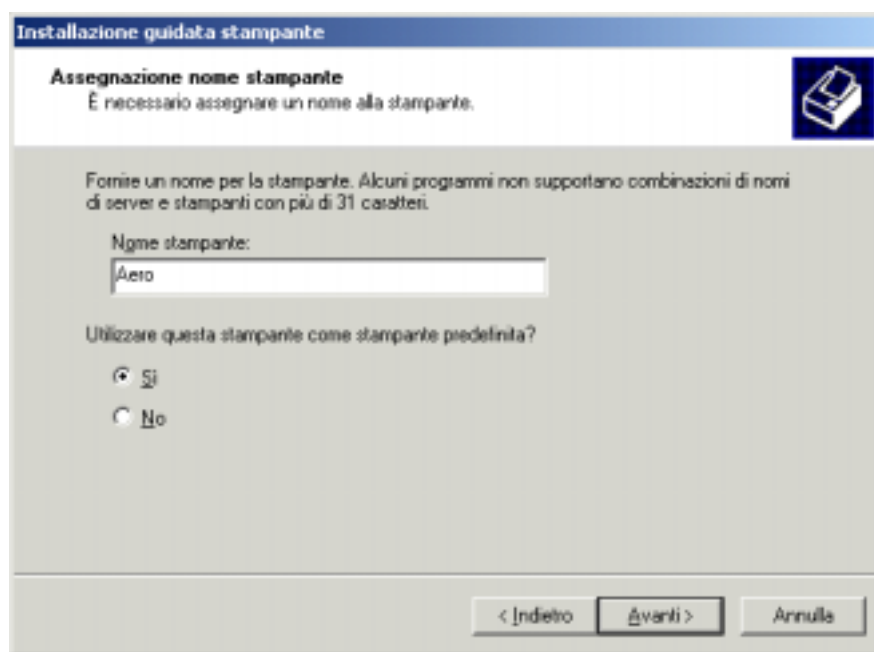 Installazione guidata stampante
Assegnazione nome stampante
È necessario assegnare un nome alla stampante.
Fornire un nome per la stampante. Alcuni programmi non supportano combinazioni di nomi
di server e stampanti con più di 31 caratteri.
Nome stampante:
Aero
Utilizzare questa stampante come stampante predefinita?
Sì
No
< Indietro Avanti > Annulla